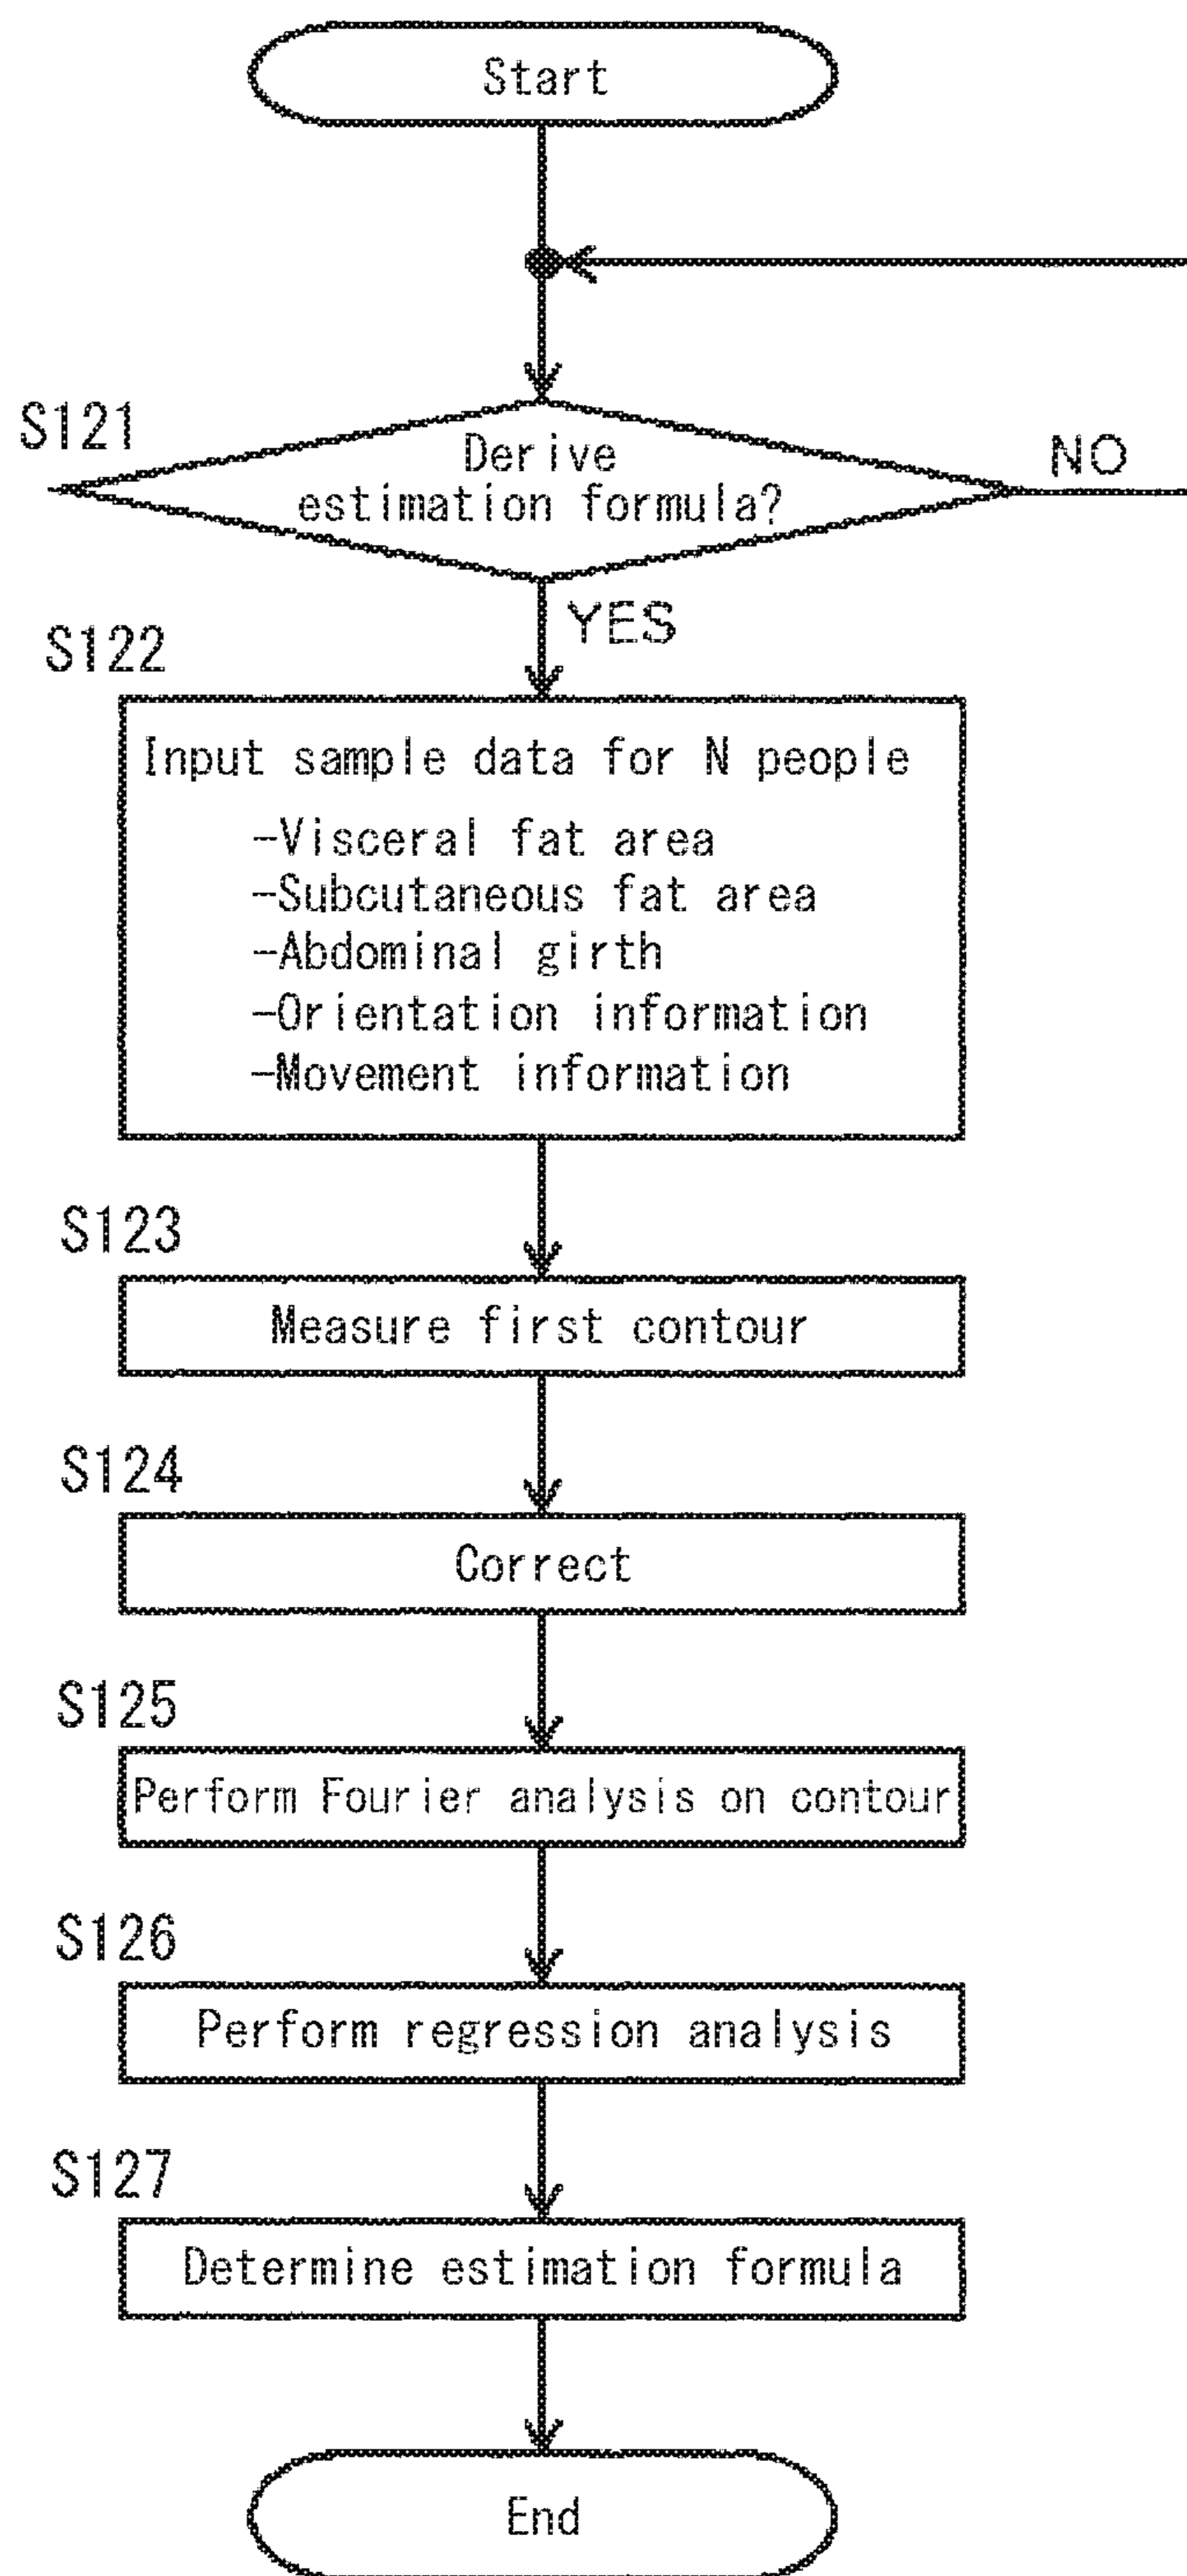 Start
S121
Derive
estimation formula?
NO
YES
S122
Input sample data for N people
-Visceral fat area
-Subcutaneous fat area
-Abdominal girth
-Orientation information
-Movement information
S123
Measure first contour
S124
Correct
S125
Perform Fourier analysis on contour
S126
Perform regression analysis
S127
Determine estimation formula
End